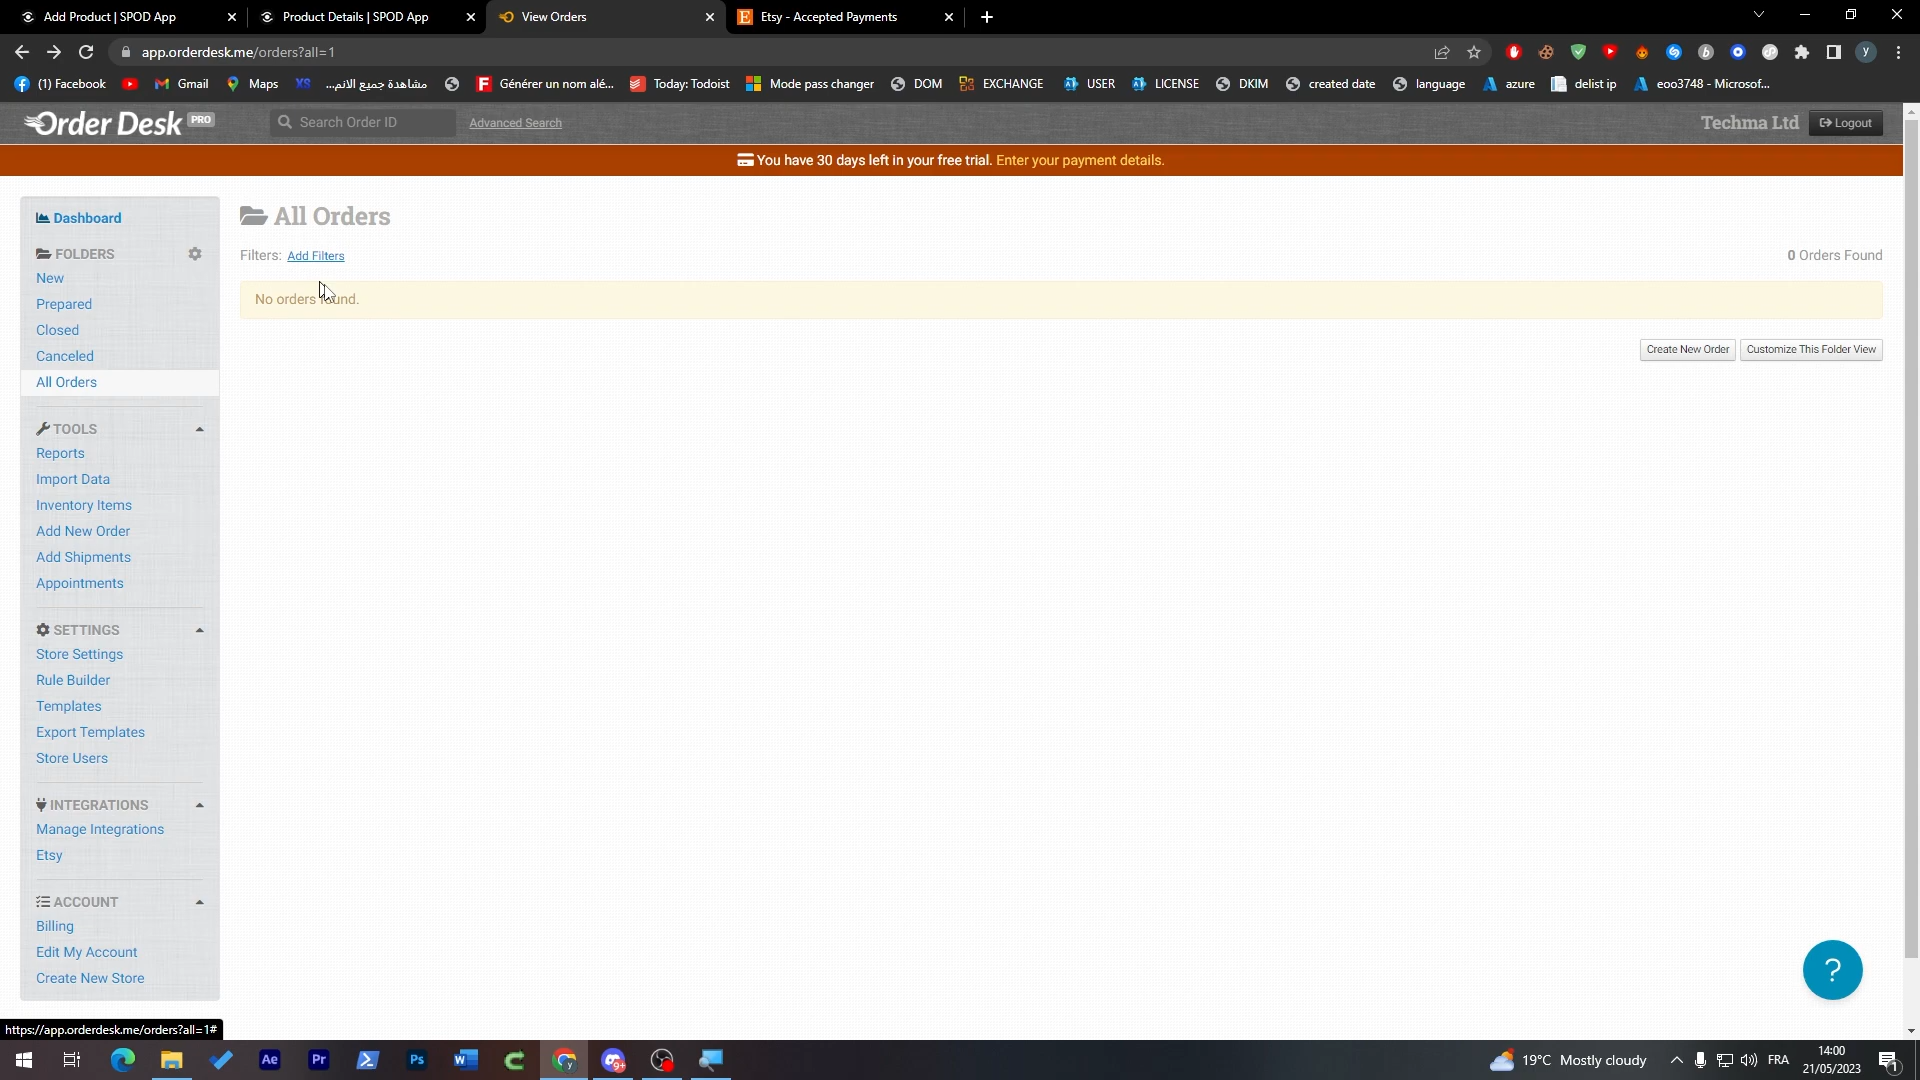 Add Product | SPOD App
Product Details | SPOD App
View Orders
Etsy - Accepted Payments
app.orderdesk.me/orders?all=1
(1) Facebook
Gmail
Maps
مشاهدة جميع الانم...
Générer un nom alé...
Today: Todoist
Mode pass changer
DOM
EXCHANGE
USER
LICENSE
DKIM
created date
language
azure
delist ip
eoo3748 - Microsof...
Order Desk PRO
Search Order ID
Advanced Search
Techma Ltd
Logout
You have 30 days left in your free trial. Enter your payment details.
Dashboard
FOLDERS
New
Prepared
Closed
Canceled
All Orders
TOOLS
Reports
Import Data
Inventory Items
Add New Order
Add Shipments
Appointments
SETTINGS
Store Settings
Rule Builder
Templates
Export Templates
Store Users
INTEGRATIONS
Manage Integrations
Etsy
ACCOUNT
Billing
Edit My Account
Create New Store
All Orders
Filters: Add Filters
0 Orders Found
No orders found.
Create New Order
Customize This Folder View
?
https://app.orderdesk.me/orders?all=1#
Ae
Pr
Ps
9+
19°C Mostly cloudy
FRA
14:00
21/05/2023
1